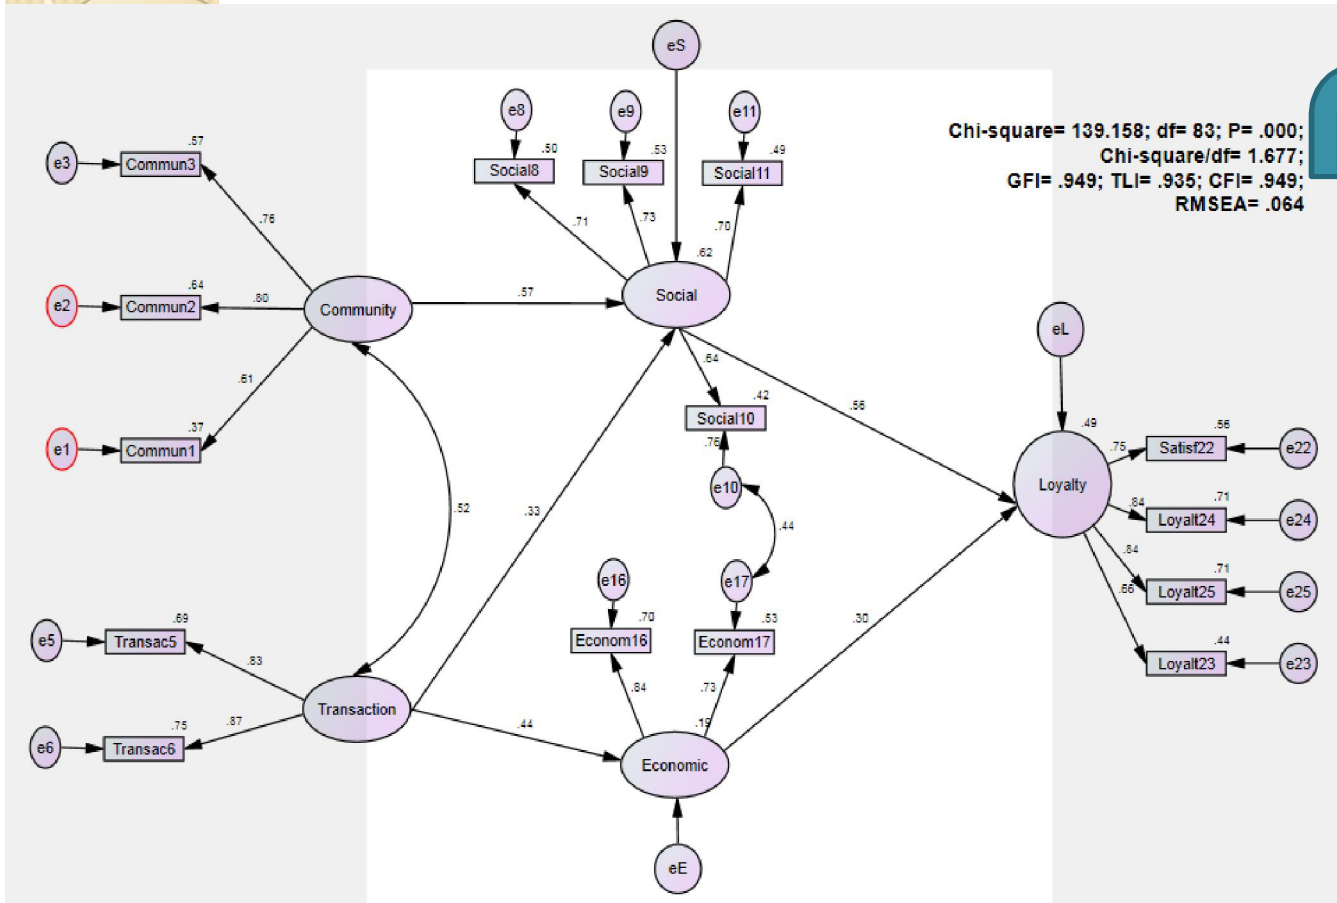 eS
e8
e9
e11
Chi-square= 139.158; df= 83; P= .000;
Chi-square/df= 1.677;
GFI= .949; TLI= .935; CFI= .949;
RMSEA= .064
.57
e3
Commun3
.50
Social8
.53
Social9
.49
Social11
.76
.71
.73
.70
.62
.64
e2
Commun2
.80
Community
.57
Social
eL
.61
.64
.37
e1
Commun1
.42
Social10
.76
.56
.49
Loyalty
.75
.56
Satisf22
e22
e10
.52
.33
.44
.84
.71
Loyalt24
e24
.84
.71
Loyalt25
e25
.66
.44
Loyalt23
e23
e16
e17
.70
Econom16
.53
Econom17
.30
.69
e5
Transac5
.83
.84
.73
Transaction
.44
.19
.75
.87
e6
Transac6
Economic
eE